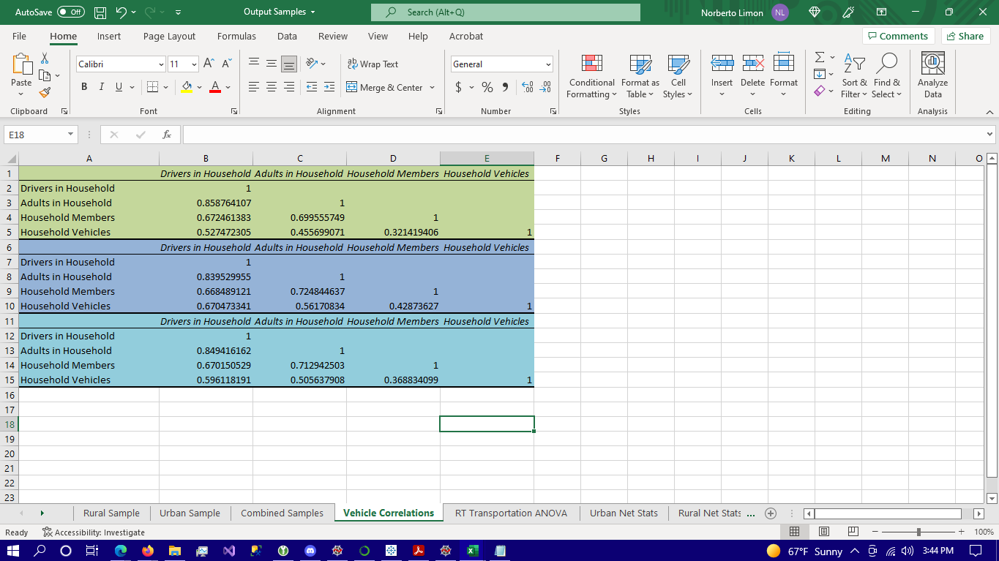 AutoSave Off Output Samples Search (Alt+Q) Norberto Limon NL
File Home Insert Page Layout Formulas Data Review View Help Acrobat Comments Share
Paste Calibri 11 Wrap Text General Conditional Formatting Format as Table Cell Styles Insert Delete Format Sort & Filter Find & Select Analyze Data
B I U A Merge & Center $ % 9
Clipboard Font Alignment Number Styles Cells Editing Analysis
E18 fx
A B C D E F G H I J K L M N O
1 Drivers in Household Adults in Household Household Members Household Vehicles
2 Drivers in Household 1
3 Adults in Household 0.858764107 1
4 Household Members 0.672461383 0.699555749 1
5 Household Vehicles 0.527472305 0.455699071 0.321419406 1
6 Drivers in Household Adults in Household Household Members Household Vehicles
7 Drivers in Household 1
8 Adults in Household 0.839529955 1
9 Household Members 0.668489121 0.724844637 1
10 Household Vehicles 0.670473341 0.56170834 0.42873627 1
11 Drivers in Household Adults in Household Household Members Household Vehicles
12 Drivers in Household 1
13 Adults in Household 0.849416162 1
14 Household Members 0.670150529 0.712942503 1
15 Household Vehicles 0.596118191 0.505637908 0.368834099 1
16
17
18
19
20
21
22
23
Rural Sample Urban Sample Combined Samples Vehicle Correlations RT Transportation ANOVA Urban Net Stats Rural Net Stats ...
Ready Accessibility: Investigate 100%
67°F Sunny 3:44 PM